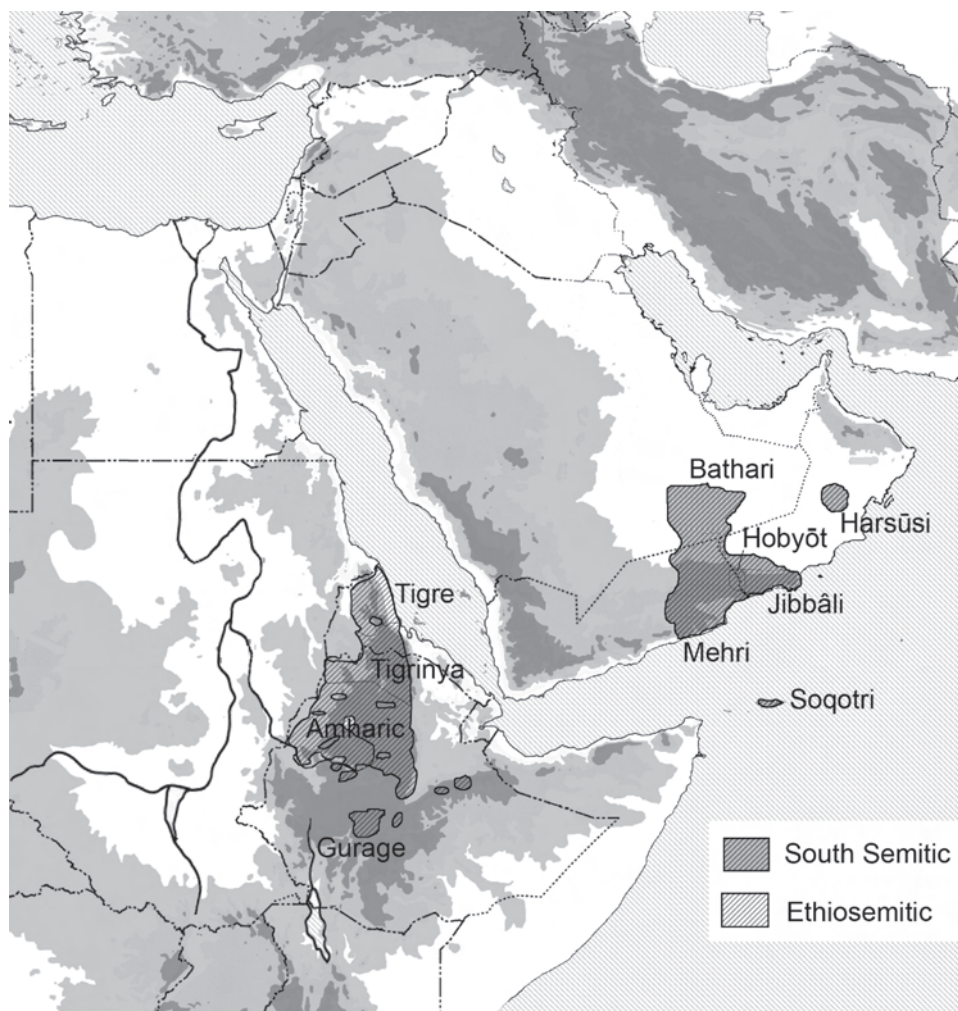 Bathari
Harsūsi
Hobyōt
Jibbâli
Mehri
Soqotri
Tigre
Tigrinya
Amharic
Gurage
South Semitic
Ethiosemitic